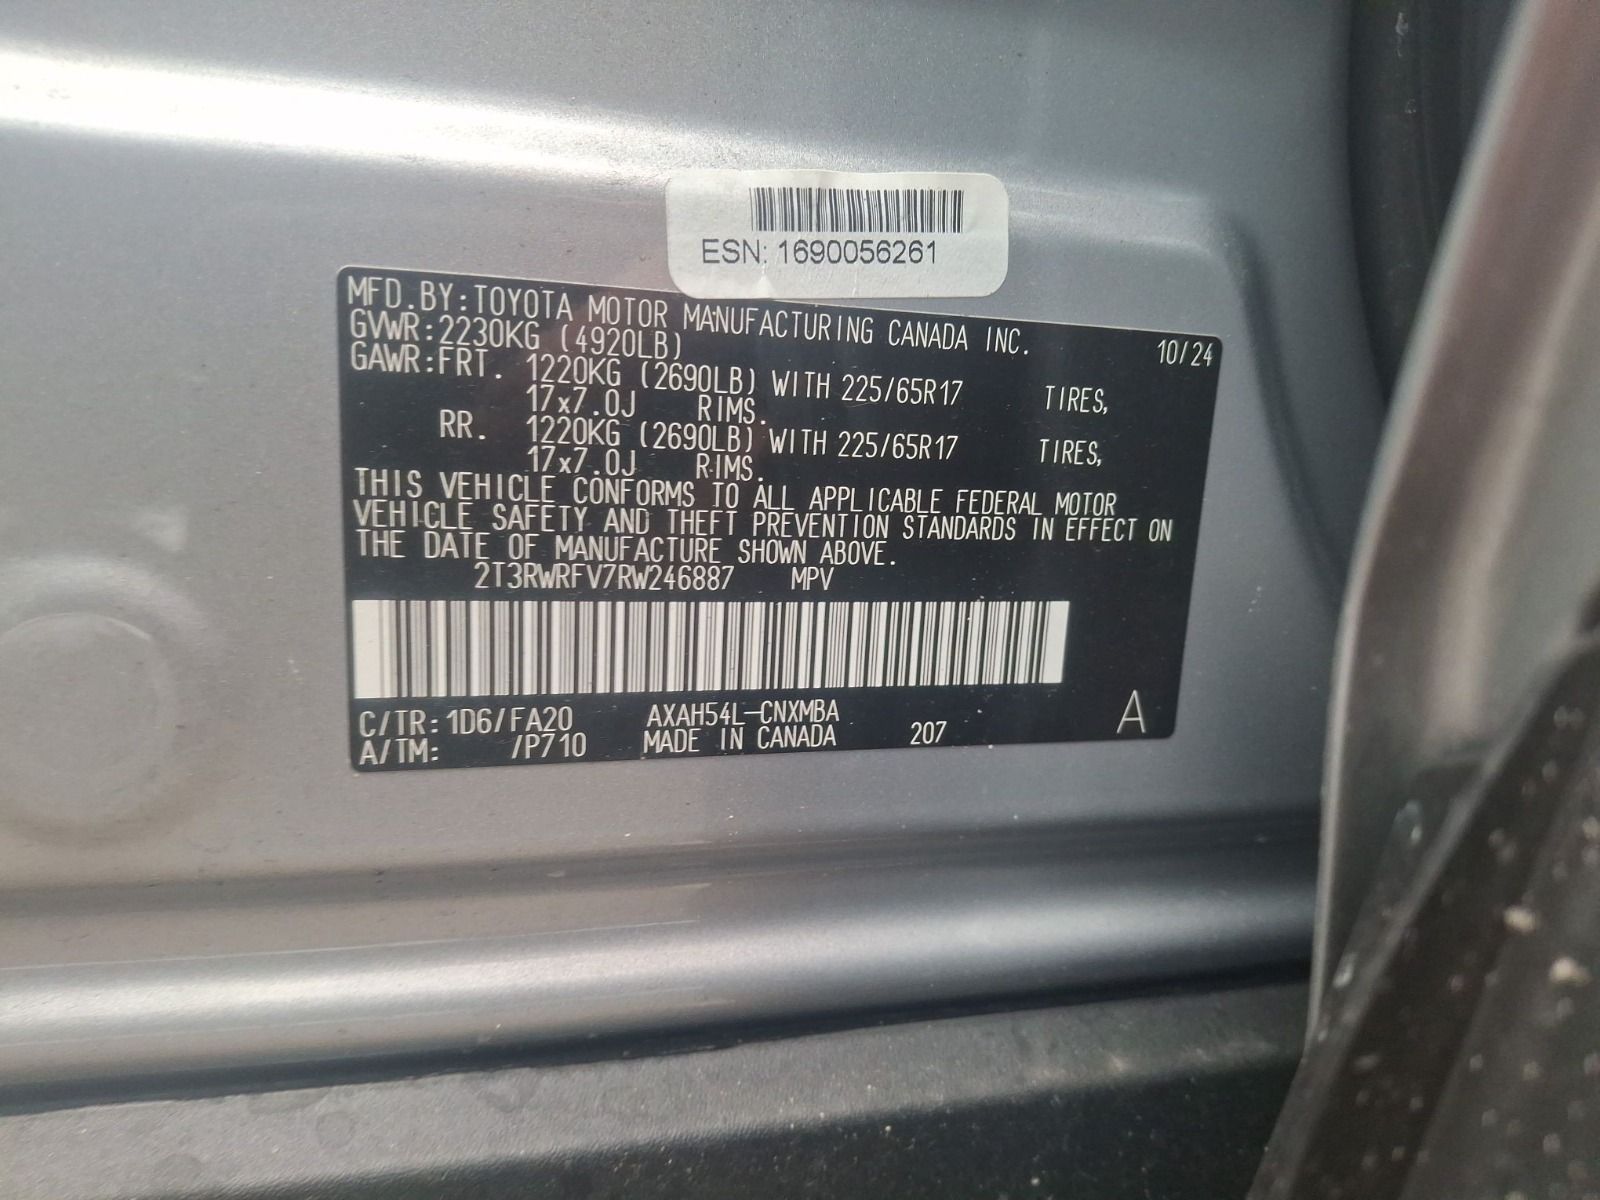 ESN: 1690056261
MFD.BY:TOYOTA MOTOR MANUFACTURING CANADA INC. 10/24
GVWR:2230KG (4920LB)
GAWR:FRT. 1220KG (2690LB) WITH 225/65R17 TIRES,
17x7.0J RIMS.
RR. 1220KG (2690LB) WITH 225/65R17 TIRES,
17x7.0J RIMS.
THIS VEHICLE CONFORMS TO ALL APPLICABLE FEDERAL MOTOR
VEHICLE SAFETY AND THEFT PREVENTION STANDARDS IN EFFECT ON
THE DATE OF MANUFACTURE SHOWN ABOVE.
2T3RWRFV7RW246887 MPV
C/TR: 1D6/FA20 AXAH54L-CNXMBA 207 A
A/TM: /P710 MADE IN CANADA